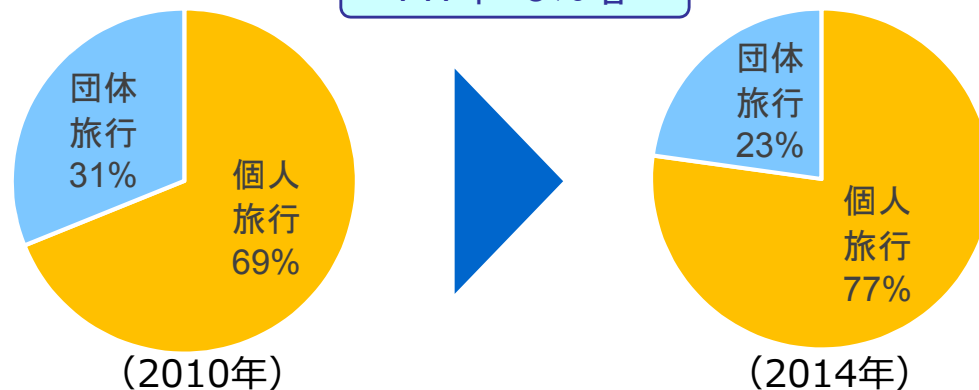 団体
旅行
31%
個人
旅行
69%
(2010年)
団体
旅行
23%
個人
旅行
77%
(2014年)